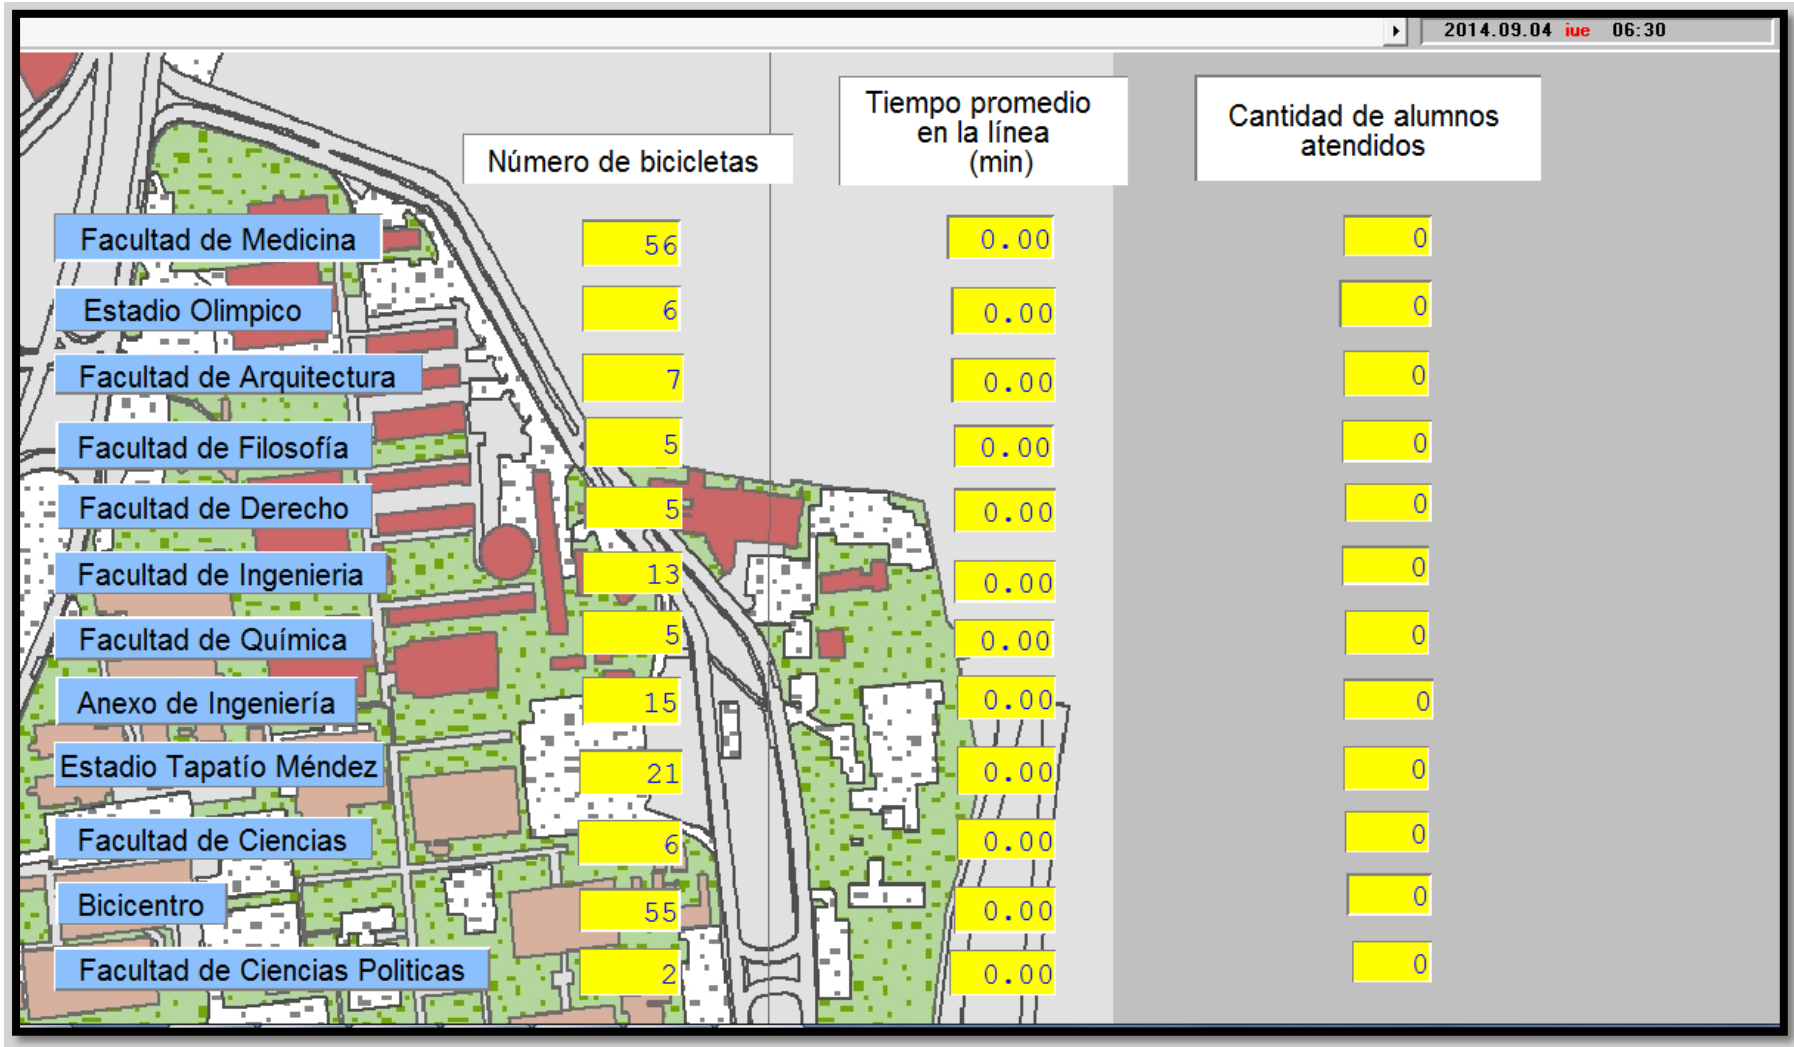 2014.09.04 iue 06:30
Tiempo promedio
en la línea
(min)
Cantidad de alumnos
atendidos
Número de bicicletas
Facultad de Medicina 56 0.00 0
Estadio Olimpico 6 0.00 0
Facultad de Arquitectura 7 0.00 0
Facultad de Filosofía 5 0.00 0
Facultad de Derecho 5 0.00 0
Facultad de Ingenieria 13 0.00 0
Facultad de Química 5 0.00 0
Anexo de Ingeniería 15 0.00 0
Estadio Tapatío Méndez 21 0.00 0
Facultad de Ciencias 6 0.00 0
Bicicentro 55 0.00 0
Facultad de Ciencias Politicas 2 0.00 0